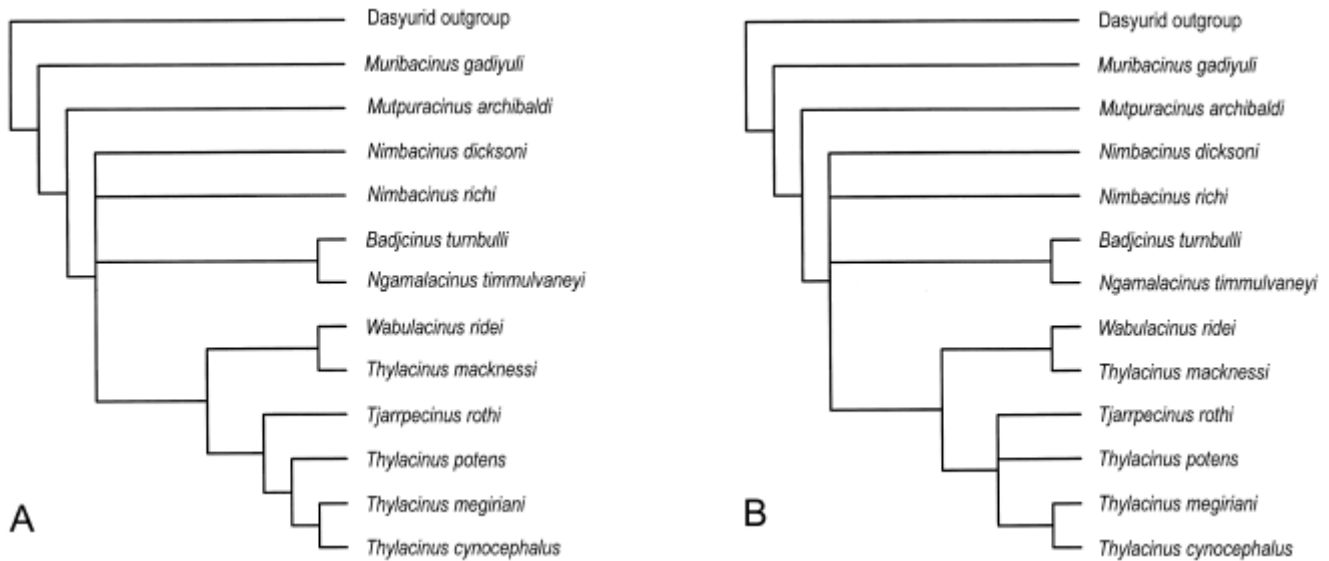 Dasyurid outgroup
Muribacinus gadiyuli
Mutpuracinus archibaldi
Nimbacinus dicksoni
Nimbacinus richi
Badjcinus turnbulli
Ngamalacinus timmulvaneyi
Wabulacinus ridei
Thylacinus macknessi
Tjarrpecinus rothi
Thylacinus potens
Thylacinus megiriani
Thylacinus cynocephalus
A
Dasyurid outgroup
Muribacinus gadiyuli
Mutpuracinus archibaldi
Nimbacinus dicksoni
Nimbacinus richi
Badjcinus turnbulli
Ngamalacinus timmulvaneyi
Wabulacinus ridei
Thylacinus macknessi
Tjarrpecinus rothi
Thylacinus potens
Thylacinus megiriani
Thylacinus cynocephalus
B